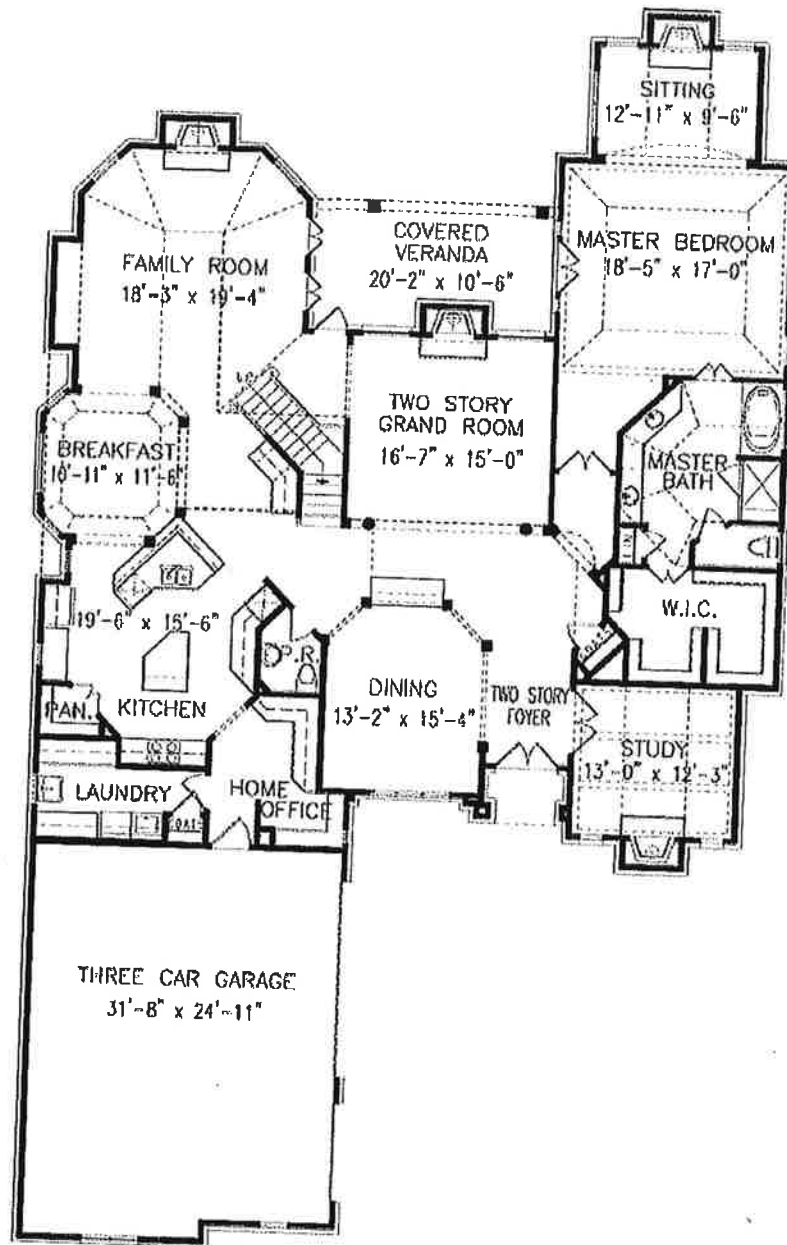 SITTING
12'-11" x 9'-6"
COVERED
VERANDA
20'-2" x 10'-6"
MASTER BEDROOM
18'-5" x 17'-0"
FAMILY ROOM
18'-3" x 19'-4"
TWO STORY
GRAND ROOM
16'-7" x 15'-0"
BREAKFAST
11'-6"
MASTER
BATH
LIN.
W.I.C.
19'-6" x 15'-6"
P.R.
COATS
DINING
13'-2" x 15'-4"
TWO STORY
FOYER
PAN.
KITCHEN
STUDY
13'-0" x 12'-3"
LAUNDRY
HOME
OFFICE
THREE CAR GARAGE
31'-8" x 24'-11"